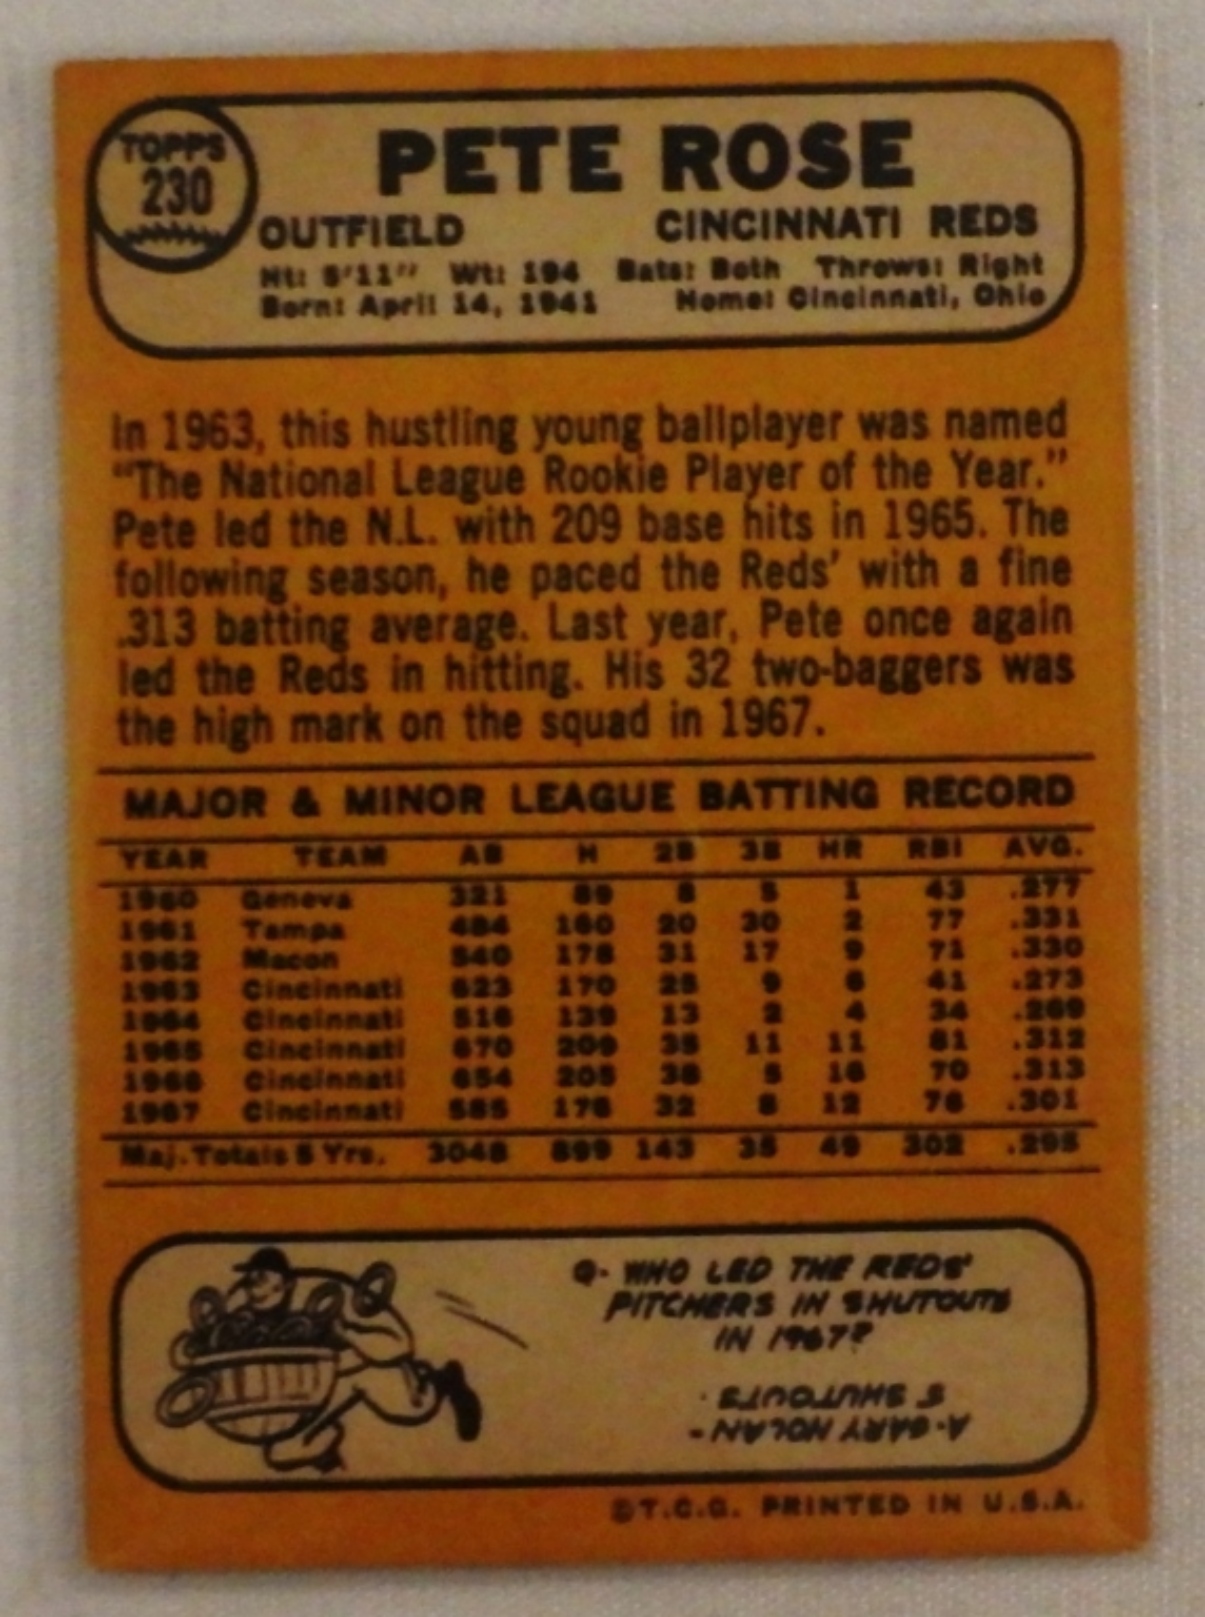 TOPPS
230
PETE ROSE
OUTFIELD CINCINNATI REDS
Ht: 5'11" Wt: 194 Bats: Both Throws: Right
Born: April 14, 1941 Home: Cincinnati, Ohio
In 1963, this hustling young ballplayer was named
"The National League Rookie Player of the Year."
Pete led the N.L. with 209 base hits in 1965. The
following season, he paced the Reds' with a fine
.313 batting average. Last year, Pete once again
led the Reds in hitting. His 32 two-baggers was
the high mark on the squad in 1967.
MAJOR & MINOR LEAGUE BATTING RECORD
YEAR TEAM AB H 2B 3B HR RBI AVG.
1960 Geneva 321 89 8 5 1 43 .277
1961 Tampa 484 160 20 30 2 77 .331
1962 Macon 540 178 31 17 9 71 .330
1963 Cincinnati 623 170 25 9 6 41 .273
1964 Cincinnati 516 139 13 2 4 34 .269
1965 Cincinnati 670 209 35 11 11 81 .312
1966 Cincinnati 654 205 38 5 16 70 .313
1967 Cincinnati 585 176 32 8 12 76 .301
Maj. Totals 5 Yrs. 3048 899 143 35 49 302 .295
Q- WHO LED THE REDS'
PITCHERS IN SHUTOUTS
IN 1967?
A-GARY NOLAN-
5 SHUTOUTS.
©T.C.G. PRINTED IN U.S.A.